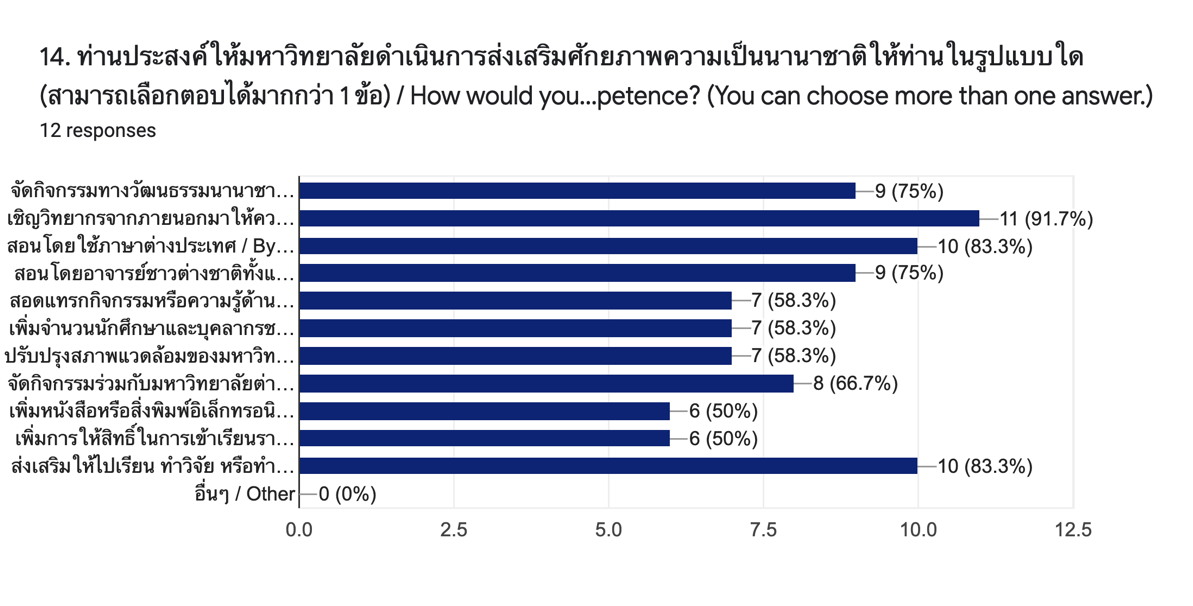 14. ท่านประสงค์ให้มหาวิทยาลัยดำเนินการส่งเสริมศักยภาพความเป็นนานาชาติให้ท่านในรูปแบบใด
(สามารถเลือกตอบได้มากกว่า 1 ข้อ) / How would you...petence? (You can choose more than one answer.)
12 responses
จัดกิจกรรมทางวัฒนธรรมนานาชา... 9 (75%)
เชิญวิทยากรจากภายนอกมาให้คว... 11 (91.7%)
สอนโดยใช้ภาษาต่างประเทศ / By... 10 (83.3%)
สอนโดยอาจารย์ชาวต่างชาติทั้งแ... 9 (75%)
สอดแทรกกิจกรรมหรือความรู้ด้าน... 7 (58.3%)
เพิ่มจำนวนนักศึกษาและบุคลากรช... 7 (58.3%)
ปรับปรุงสภาพแวดล้อมของมหาวิท... 7 (58.3%)
จัดกิจกรรมร่วมกับมหาวิทยาลัยต่า... 8 (66.7%)
เพิ่มหนังสือหรือสิ่งพิมพ์อิเล็กทรอนิ... 6 (50%)
เพิ่มการให้สิทธิ์ในการเข้าเรียนรา... 6 (50%)
ส่งเสริมให้ไปเรียน ทำวิจัย หรือทำ... 10 (83.3%)
อื่นๆ / Other 0 (0%)
0.0 2.5 5.0 7.5 10.0 12.5